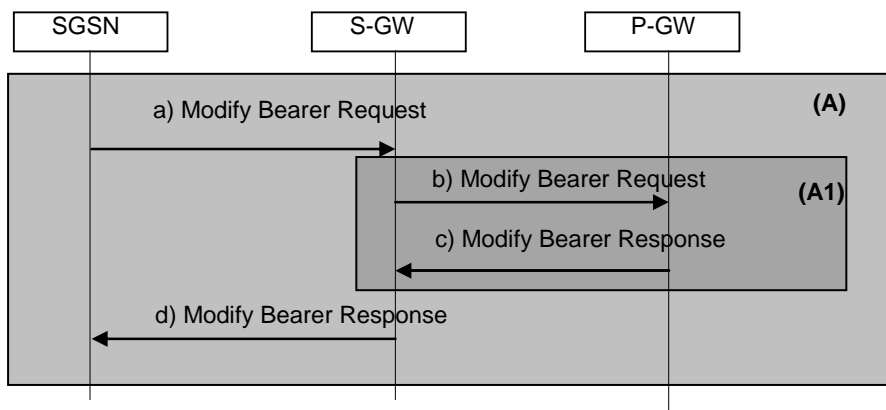 SGSN
S-GW
P-GW
(A)
a) Modify Bearer Request
b) Modify Bearer Request
(A1)
c) Modify Bearer Response
d) Modify Bearer Response